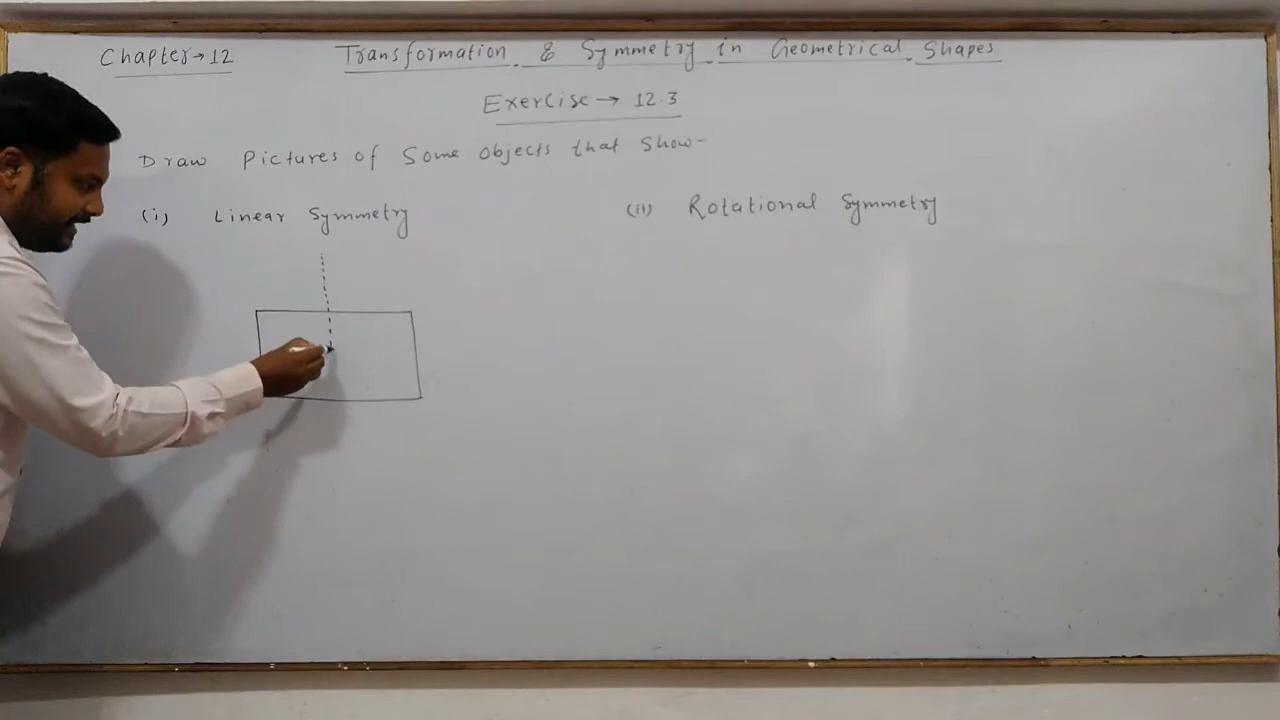 Chapter→12 Transformation & Symmetry in Geometrical Shapes
Exercise → 12.3
Draw Pictures of Some Objects that Show-
(i) Linear Symmetry (ii) Rotational Symmetry